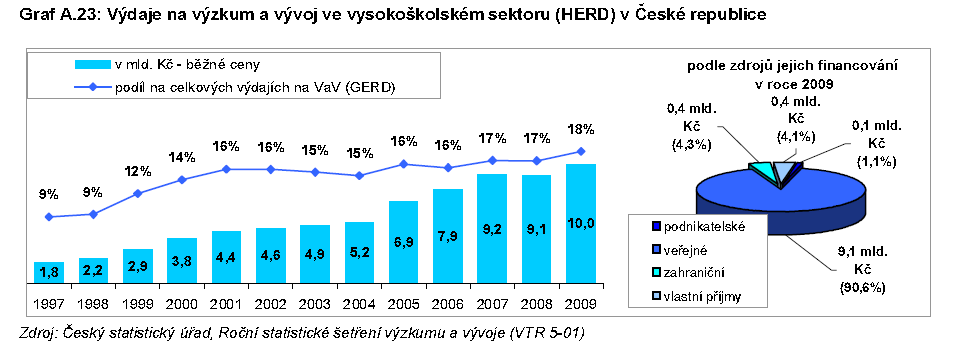 Graf A.23: Výdaje na výzkum a vývoj ve vysokoškolském sektoru (HERD) v České republice
v mld. Kč - běžné ceny
podíl na celkových výdajích na VaV (GERD)
9% 9% 12% 14% 16% 16% 15% 15% 16% 16% 17% 17% 18%
1,8 2,2 2,9 3,8 4,4 4,6 4,9 5,2 6,9 7,9 9,2 9,1 10,0
1997 1998 1999 2000 2001 2002 2003 2004 2005 2006 2007 2008 2009
podle zdrojů jejich financování
v roce 2009
0,4 mld.
Kč
(4,3%)
0,4 mld.
Kč
(4,1%)
0,1 mld.
Kč
(1,1%)
podnikatelské
veřejné
zahraniční
vlastní příjmy
9,1 mld.
Kč
(90,6%)
Zdroj: Český statistický úřad, Roční statistické šetření výzkumu a vývoje (VTR 5-01)